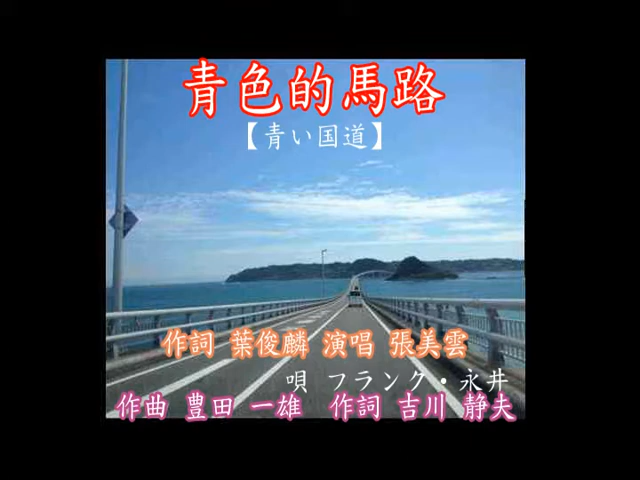 青色的馬路
【青い国道】
作詞 葉俊麟 演唱 張美雲
唄 フランク・永井
作曲 豊田 一雄 作詞 吉川 静夫